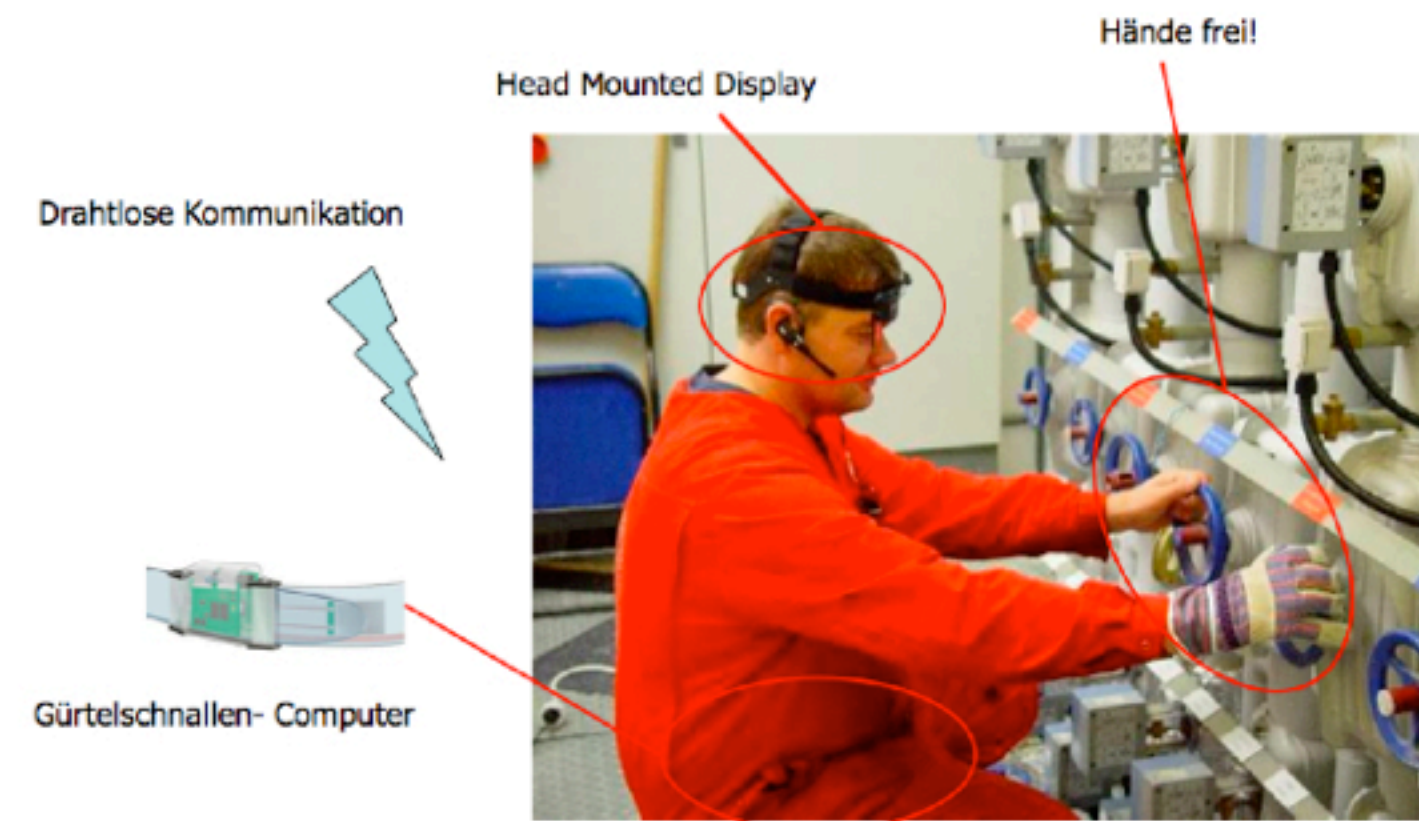 Hände frei!
Head Mounted Display
Drahtlose Kommunikation
Gürtelschnallen- Computer